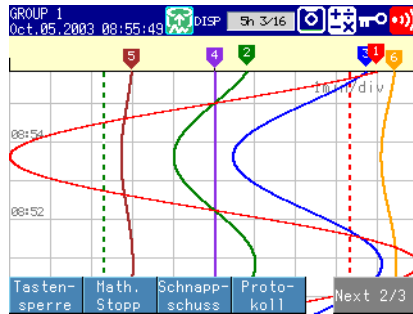 GROUP 1
Oct.05.2003 08:55:49 DISP 5h 3/16
5 4 2 3 1 6
1min/div
08:54
08:52
Tasten- Math. Schnapp- Proto-
sperre Stopp schuss koll Next 2/3